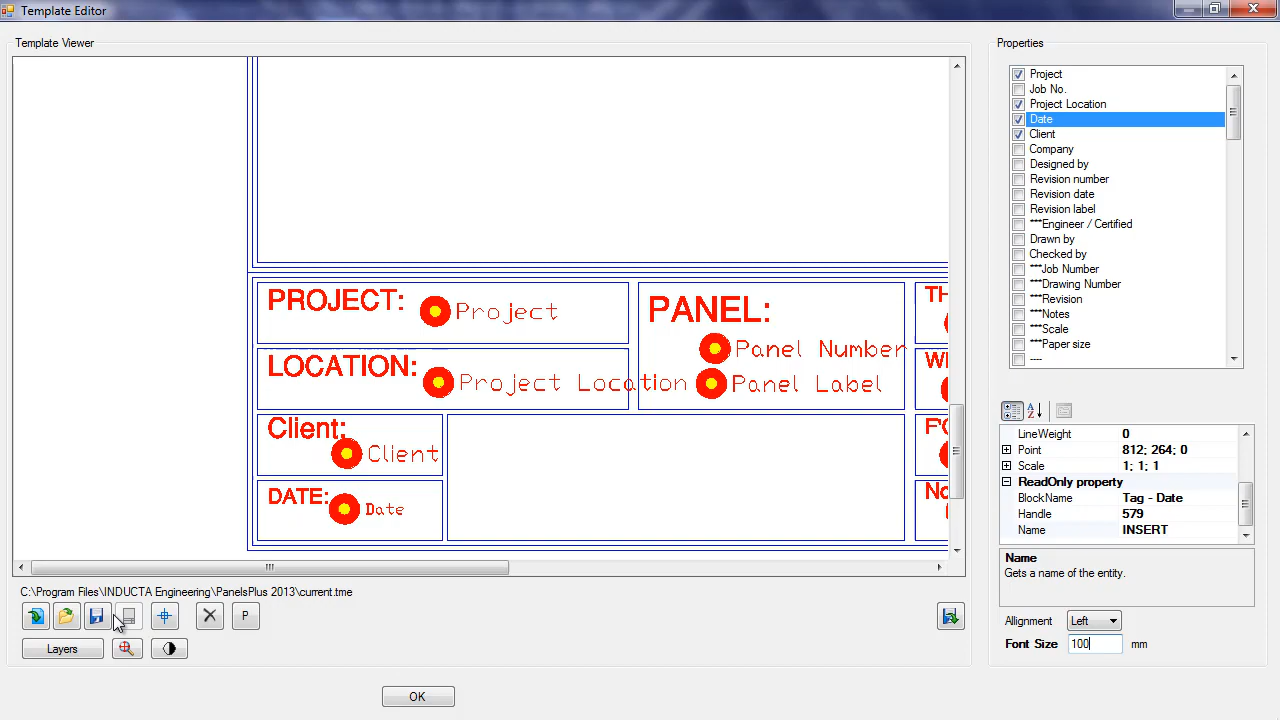 Template Editor
Template Viewer
PROJECT:
Project
LOCATION:
Project Location
Client:
Client
DATE:
Date
PANEL:
Panel Number
Panel Label
C:\Program Files\INDUCTA Engineering\PanelsPlus 2013\current.tme
P
Layers
OK
Properties
Project
Job No.
Project Location
Date
Client
Company
Designed by
Revision number
Revision date
Revision label
***Engineer / Certified
Drawn by
Checked by
***Job Number
***Drawing Number
***Revision
***Notes
***Scale
***Paper size
----
LineWeight 0
Point 812; 264; 0
Scale 1; 1; 1
ReadOnly property
BlockName Tag - Date
Handle 579
Name INSERT
Name
Gets a name of the entity.
Allignment Left
Font Size 100 mm